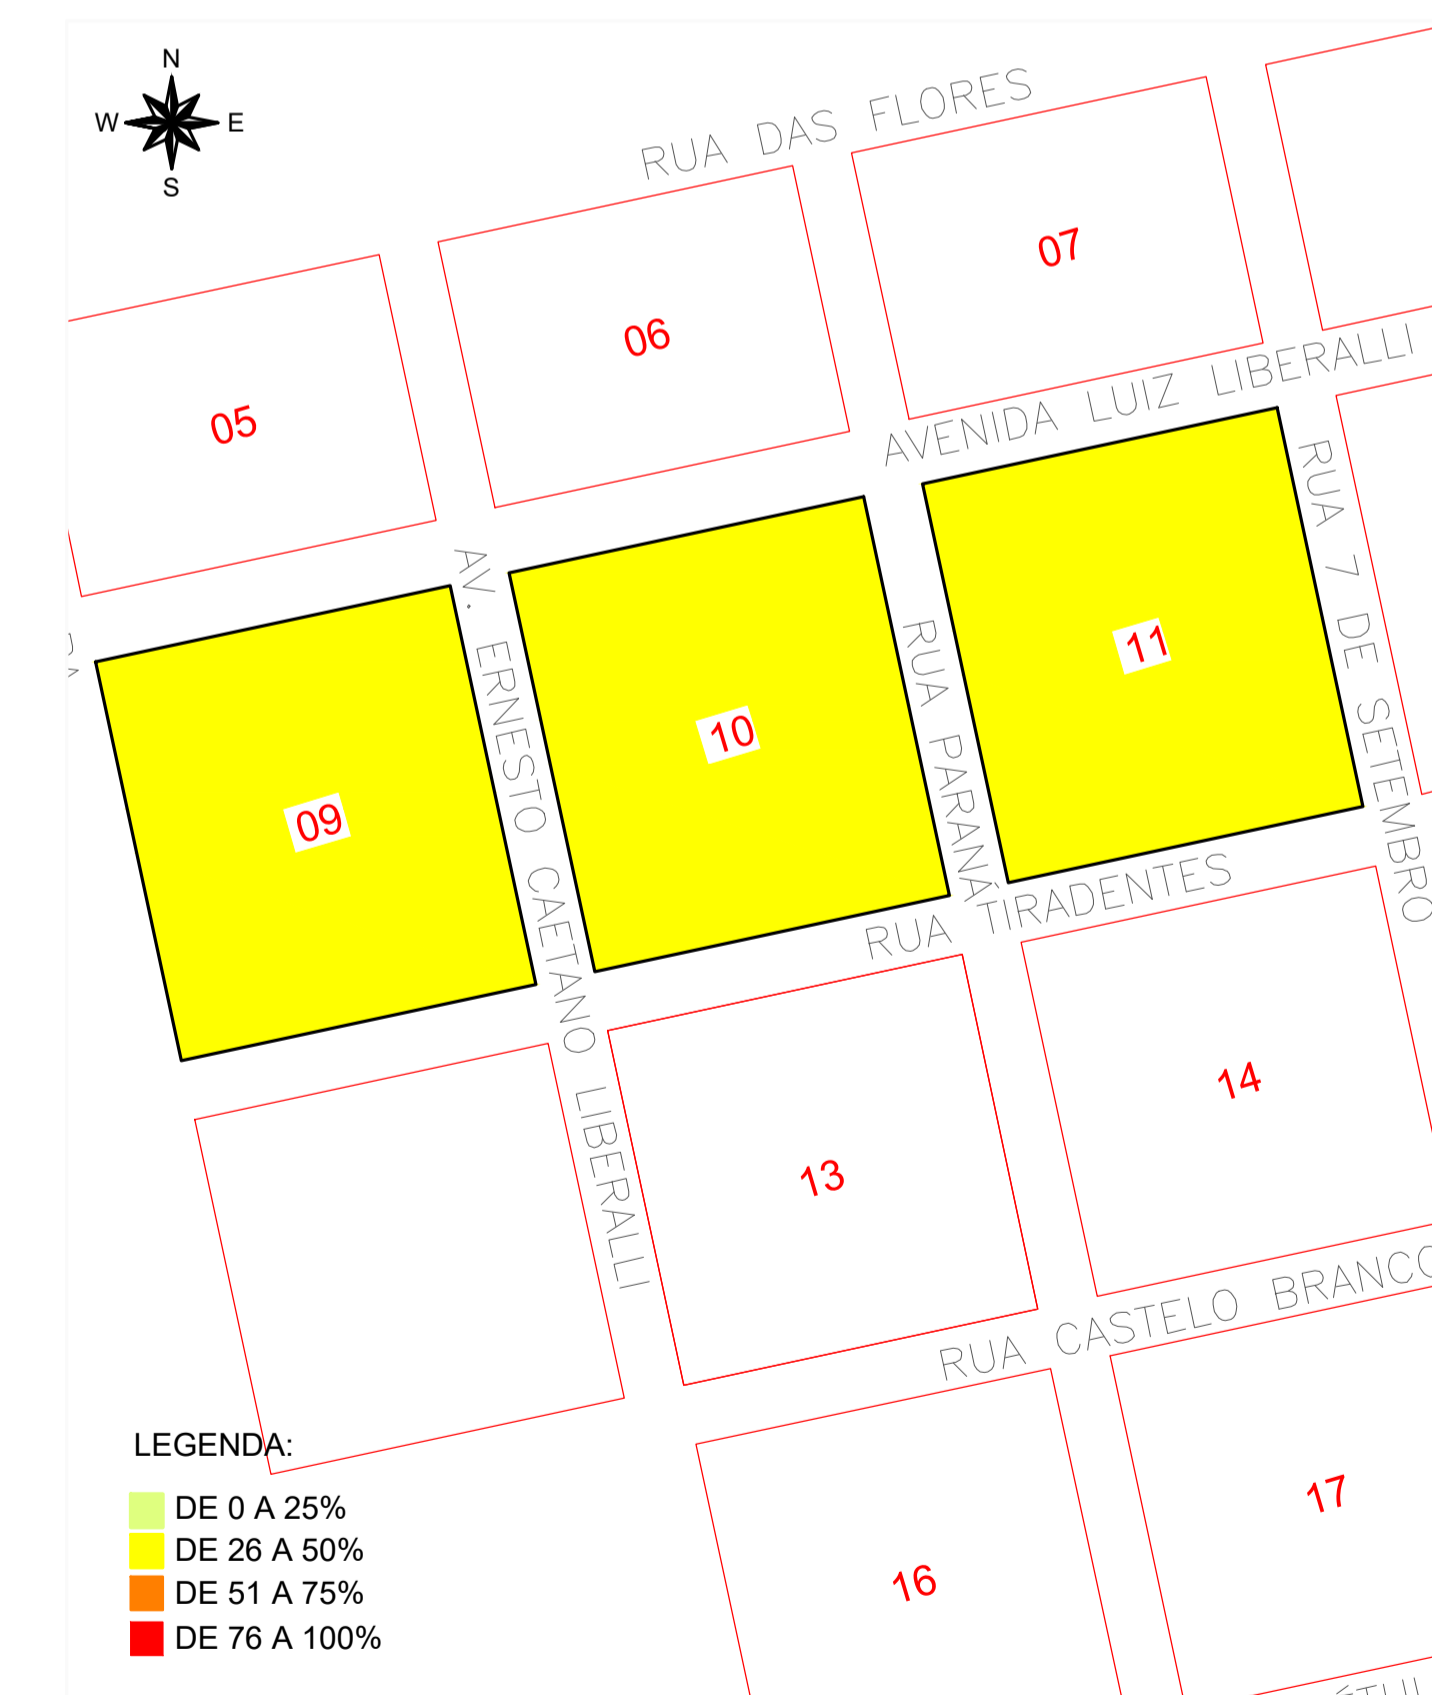 N
W E
S
RUA DAS FLORES
07
06
05
AVENIDA LUIZ LIBERALLI
RUA 7 DE SETEMBRO
AV. ERNESTO CAETANO LIBERALLI
RUA PARANÁ
11
10
09
RUA TIRADENTES
14
13
RUA CASTELO BRANCO
17
16
LEGENDA:
DE 0 A 25%
DE 26 A 50%
DE 51 A 75%
DE 76 A 100%